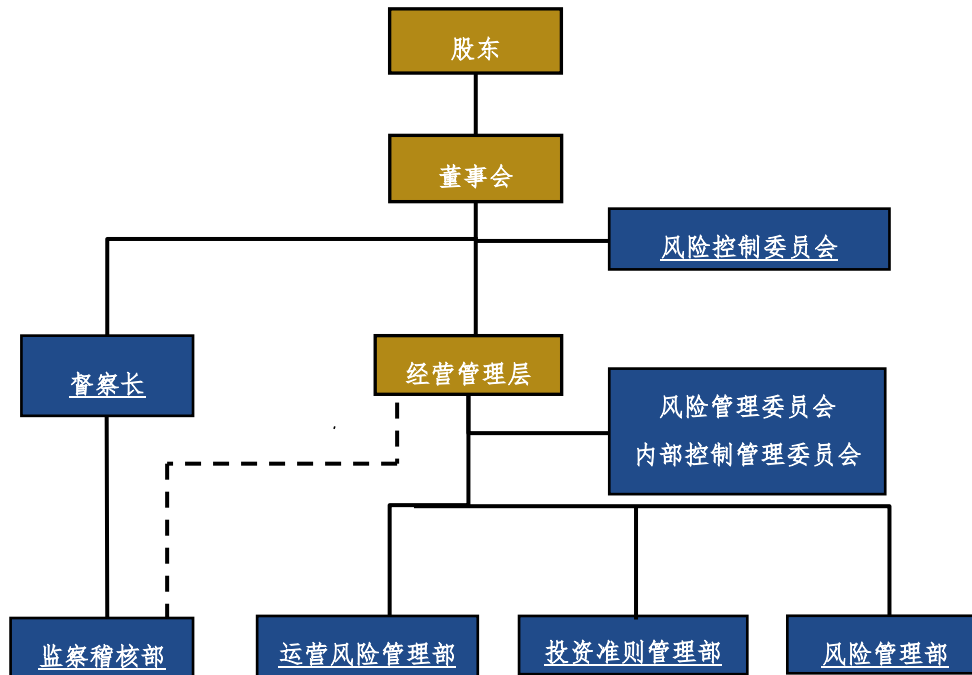 股东
董事会
风险控制委员会
督察长
经营管理层
风险管理委员会
内部控制管理委员会
监察稽核部
运营风险管理部
投资准则管理部
风险管理部